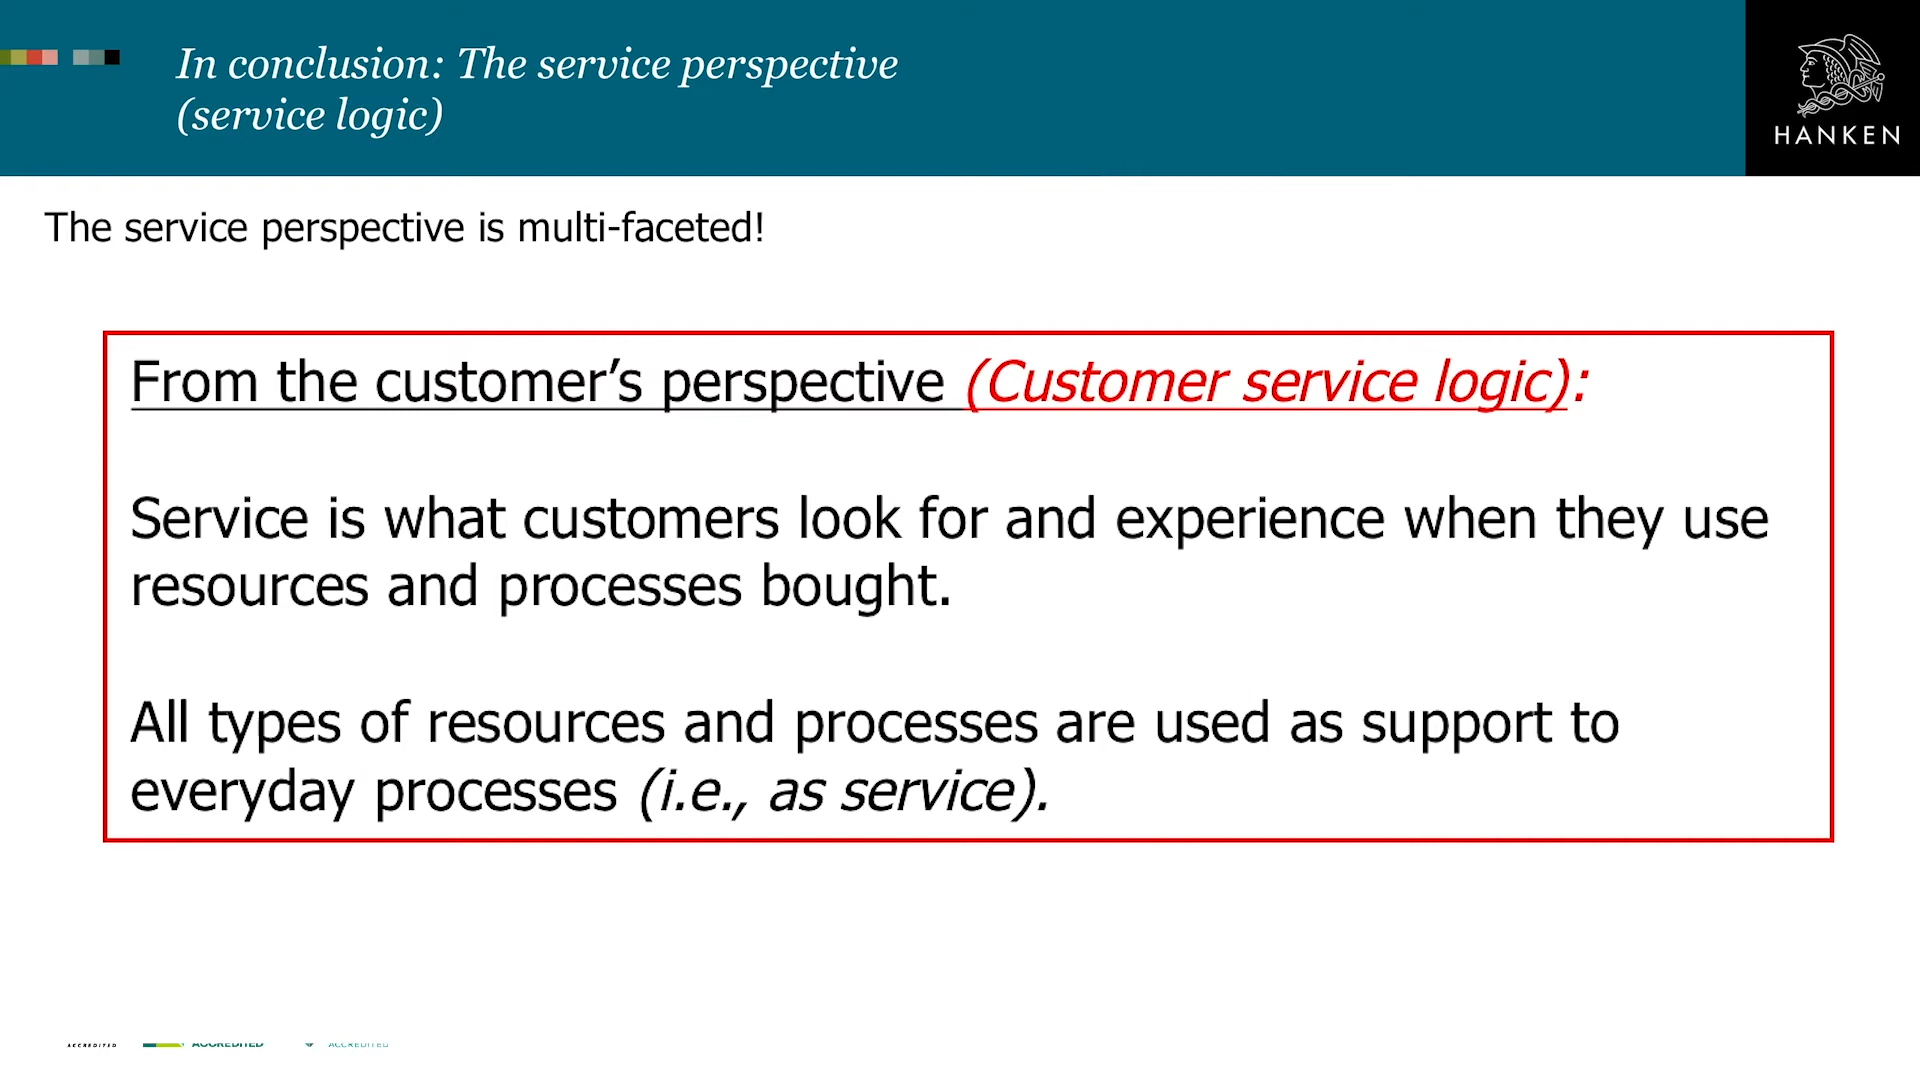 In conclusion: The service perspective
(service logic)
HANKEN
The service perspective is multi-faceted!
From the customer’s perspective (Customer service logic):
Service is what customers look for and experience when they use
resources and processes bought.
All types of resources and processes are used as support to
everyday processes (i.e., as service).
ACCREDITED ACCREDITED ACCREDITED